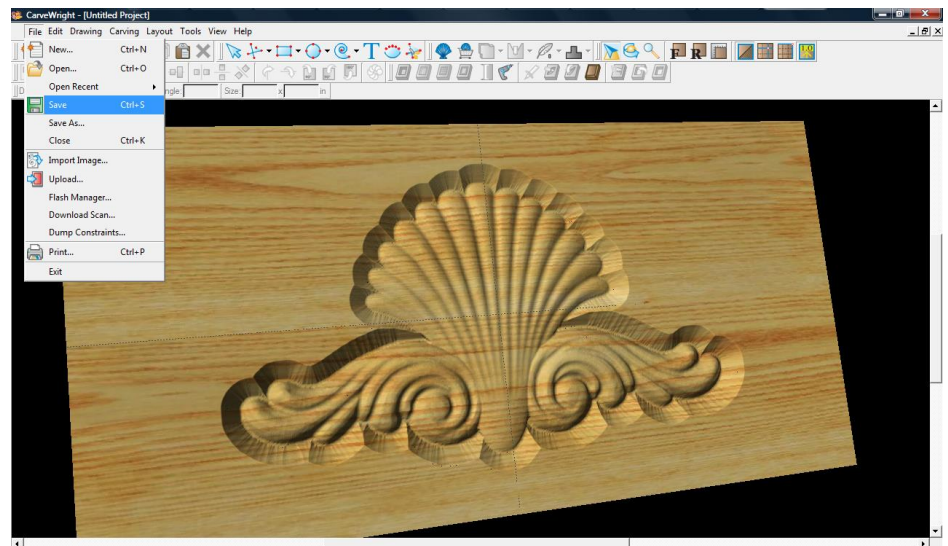 CarveWright - [Untitled Project]
File Edit Drawing Carving Layout Tools View Help
New... Ctrl+N
Open... Ctrl+O
Open Recent
Save Ctrl+S
Save As...
Close Ctrl+K
Import Image...
Upload...
Flash Manager...
Download Scan...
Dump Constraints...
Print... Ctrl+P
Exit
T
F R
D
ngle: Size: x in